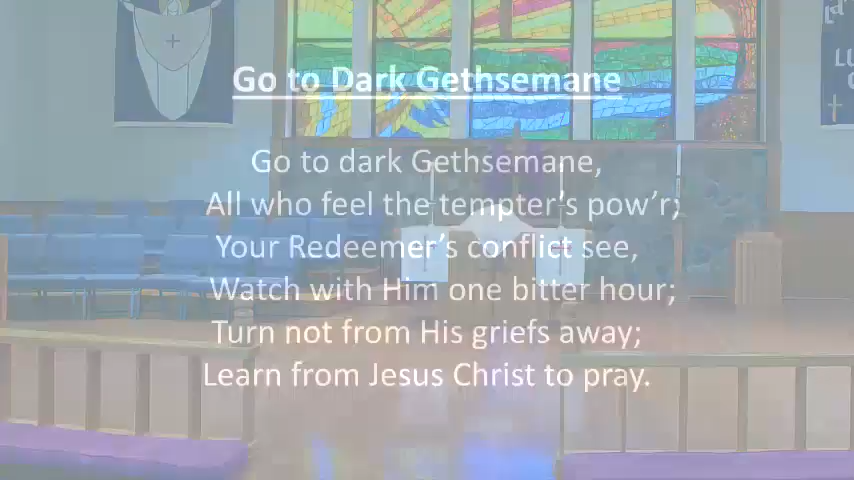 Go to Dark Gethsemane
Go to dark Gethsemane,
All who feel the tempter's pow'r;
Your Redeemer's conflict see,
Watch with Him one bitter hour;
Turn not from His griefs away;
Learn from Jesus Christ to pray.